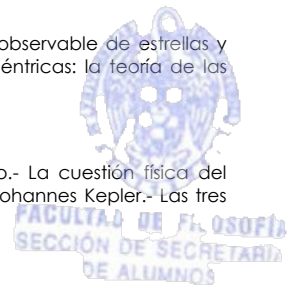 observable de estrellas y
éntricas: la teoría de las
o.- La cuestión física del
ohannes Kepler.- Las tres
FACULTAD DE FILOSOFÍA
SECCIÓN DE SECRETARÍA
DE ALUMNOS